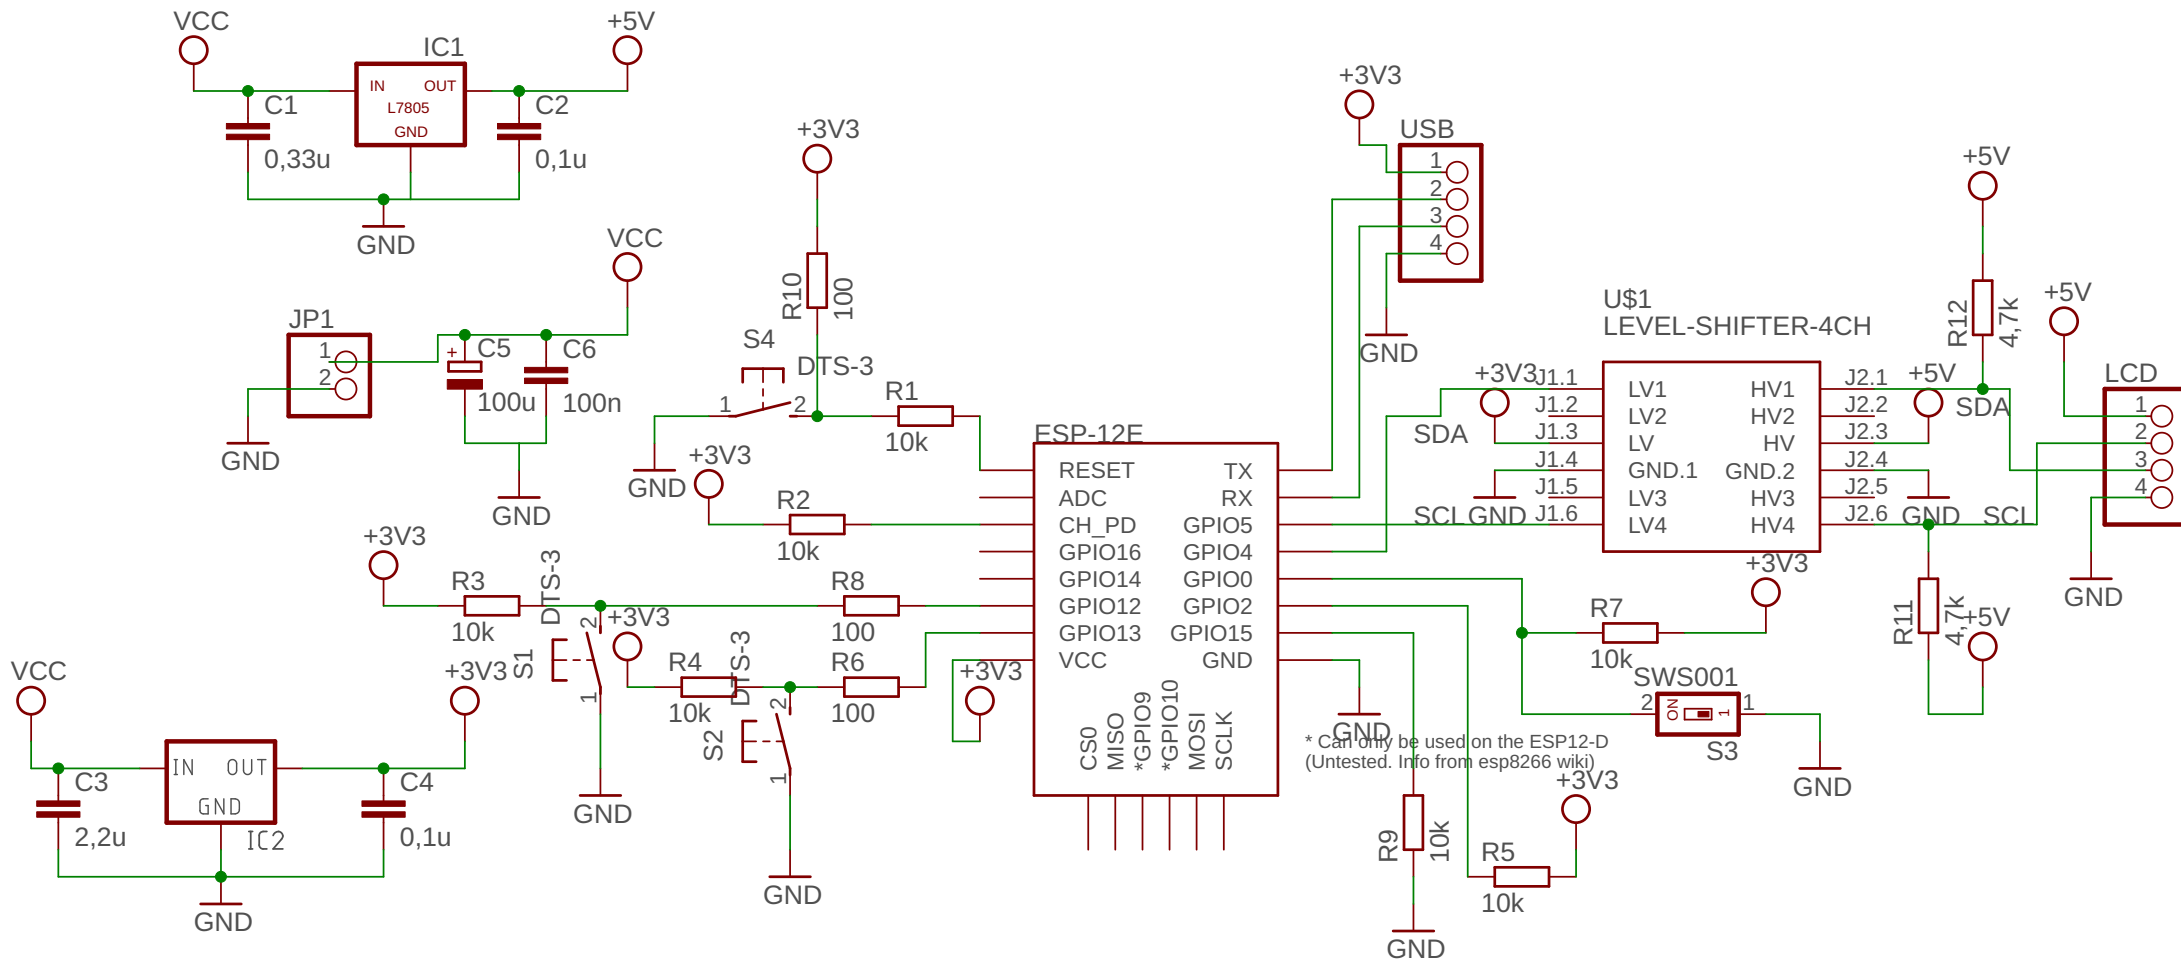 VCC
+5V
IC1
IN
OUT
L7805
GND
C1
0,33u
C2
0,1u
GND
VCC
JP1
1
2
+
C5
100u
C6
100n
GND
GND
+3V3
R10
100
S4
DTS-3
1
2
GND
R1
10k
+3V3
R2
10k
+3V3
R3
10k
DTS-3
S1
2
1
GND
R8
100
+3V3
R4
10k
DTS-3
S2
2
1
GND
R6
100
+3V3
VCC
+3V3
IN
OUT
GND
IC2
C3
2,2u
C4
0,1u
GND
ESP-12E
RESET
ADC
CH_PD
GPIO16
GPIO14
GPIO12
GPIO13
VCC
TX
RX
GPIO5
GPIO4
GPIO0
GPIO2
GPIO15
GND
CS0
MISO
*GPIO9
*GPIO10
MOSI
SCLK
* Can only be used on the ESP12-D
(Untested. Info from esp8266 wiki)
GND
+3V3
USB
1
2
3
4
GND
U$1
LEVEL-SHIFTER-4CH
+3V3
J1.1
J1.2
J1.3
J1.4
J1.5
J1.6
SDA
SCL
GND
LV1
LV2
LV
GND.1
LV3
LV4
HV1
HV2
HV
GND.2
HV3
HV4
J2.1
J2.2
J2.3
J2.4
J2.5
J2.6
+5V
SDA
GND
SCL
+5V
R12
4,7k
+5V
LCD
1
2
3
4
GND
R11
4,7k
+5V
+3V3
R7
10k
SWS001
2
ON
1
1
S3
GND
R9
10k
GND
+3V3
R5
10k